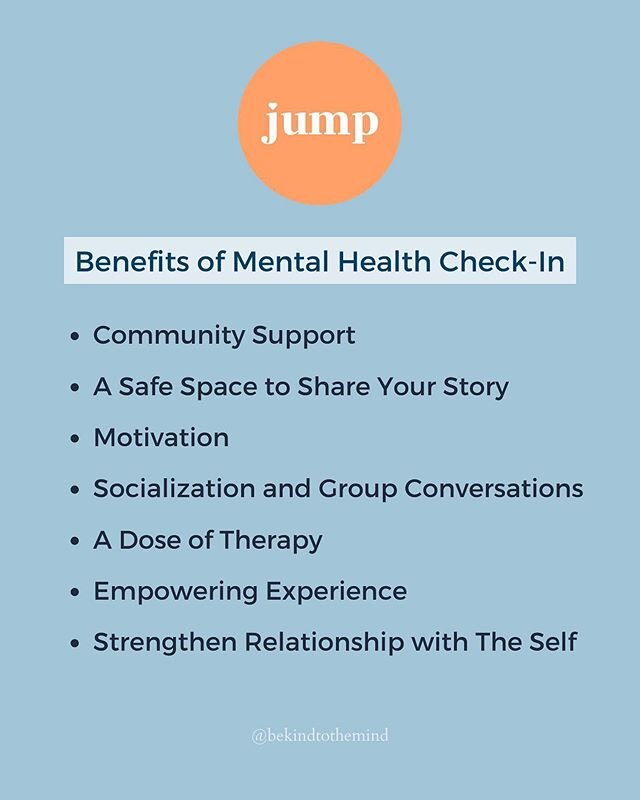 jump
Benefits of Mental Health Check-In
• Community Support
• A Safe Space to Share Your Story
• Motivation
• Socialization and Group Conversations
• A Dose of Therapy
• Empowering Experience
• Strengthen Relationship with The Self
@bekindtothemind